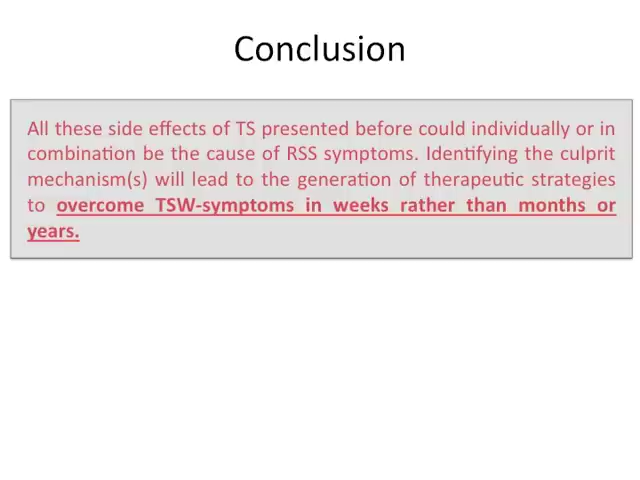 Conclusion
All these side effects of TS presented before could individually or in
combination be the cause of RSS symptoms. Identifying the culprit
mechanism(s) will lead to the generation of therapeutic strategies
to overcome TSW-symptoms in weeks rather than months or
years.